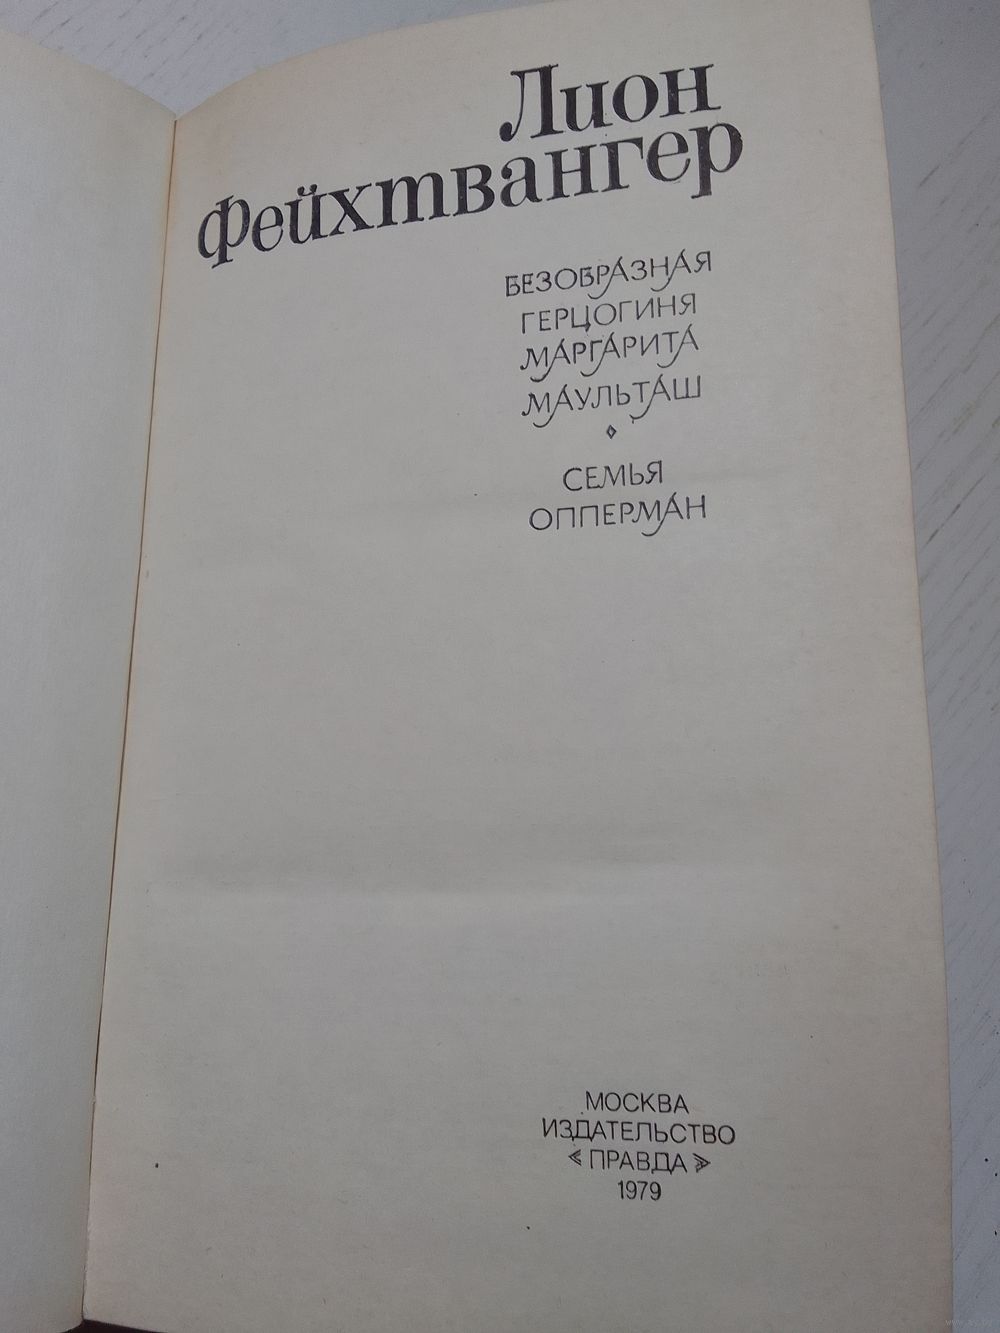 Лион
Фейхтвангер
БЕЗОБРАЗНАЯ
ГЕРЦОГИНЯ
МАРГАРИТА
МАУЛЬТАШ
СЕМЬЯ
ОППЕРМАН
МОСКВА
ИЗДАТЕЛЬСТВО
«ПРАВДА»
1979